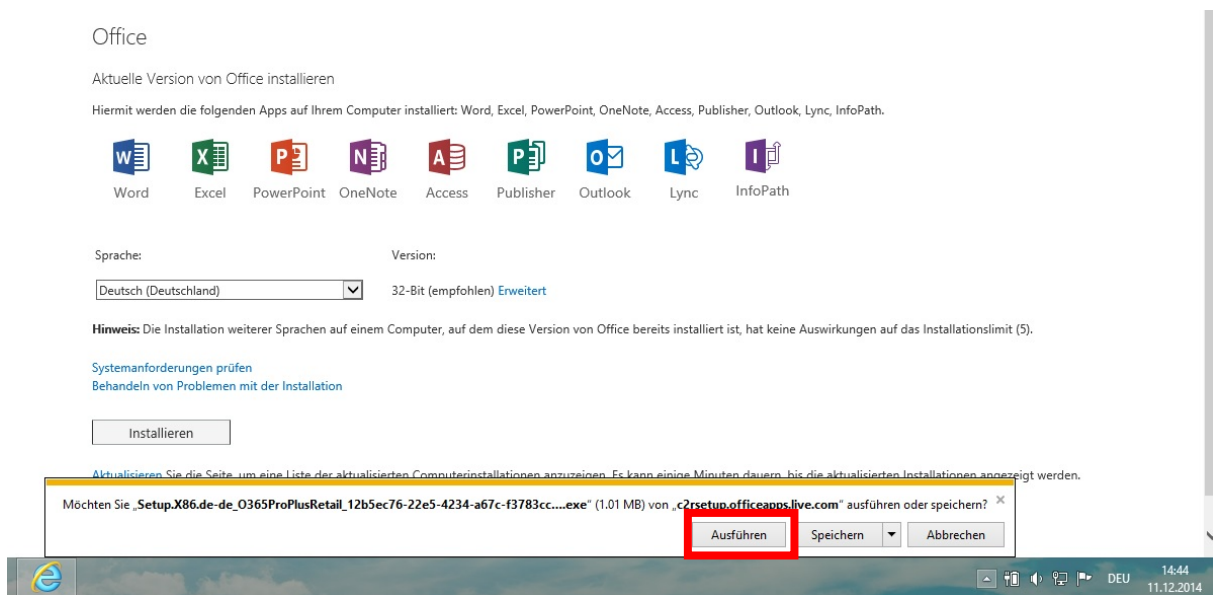 Office
Aktuelle Version von Office installieren
Hiermit werden die folgenden Apps auf Ihrem Computer installiert: Word, Excel, PowerPoint, OneNote, Access, Publisher, Outlook, Lync, InfoPath.
Word Excel PowerPoint OneNote Access Publisher Outlook Lync InfoPath
Sprache: Version:
Deutsch (Deutschland) 32-Bit (empfohlen) Erweitert
Hinweis: Die Installation weiterer Sprachen auf einem Computer, auf dem diese Version von Office bereits installiert ist, hat keine Auswirkungen auf das Installationslimit (5).
Systemanforderungen prüfen
Behandeln von Problemen mit der Installation
Installieren
Aktualisieren Sie die Seite, um eine Liste der aktualisierten Computerinstallationen anzuzeigen. Es kann einige Minuten dauern, bis die aktualisierten Installationen angezeigt werden.
Möchten Sie „Setup.X86.de-de_O365ProPlusRetail_12b5ec76-22e5-4234-a67c-f3783cc....exe“ (1.01 MB) von „c2rsetup.officeapps.live.com“ ausführen oder speichern?
Ausführen Speichern Abbrechen
DEU 14:44
11.12.2014